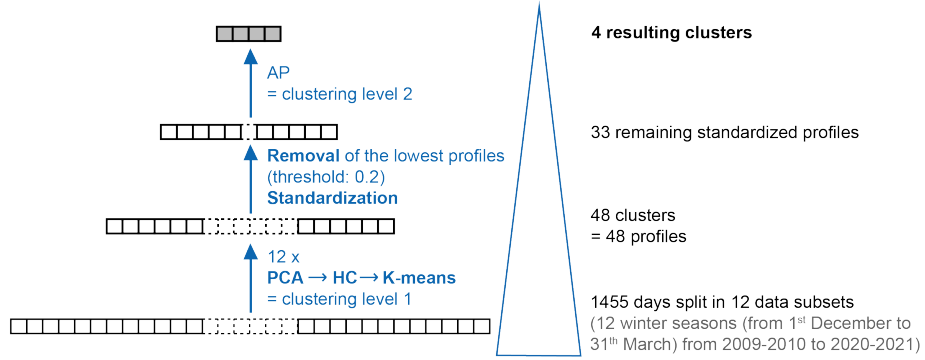 4 resulting clusters
AP
= clustering level 2
33 remaining standardized profiles
Removal of the lowest profiles
(threshold: 0.2)
Standardization
48 clusters
= 48 profiles
12 x
PCA → HC → K-means
= clustering level 1
1455 days split in 12 data subsets
(12 winter seasons (from 1st December to
31th March) from 2009-2010 to 2020-2021)